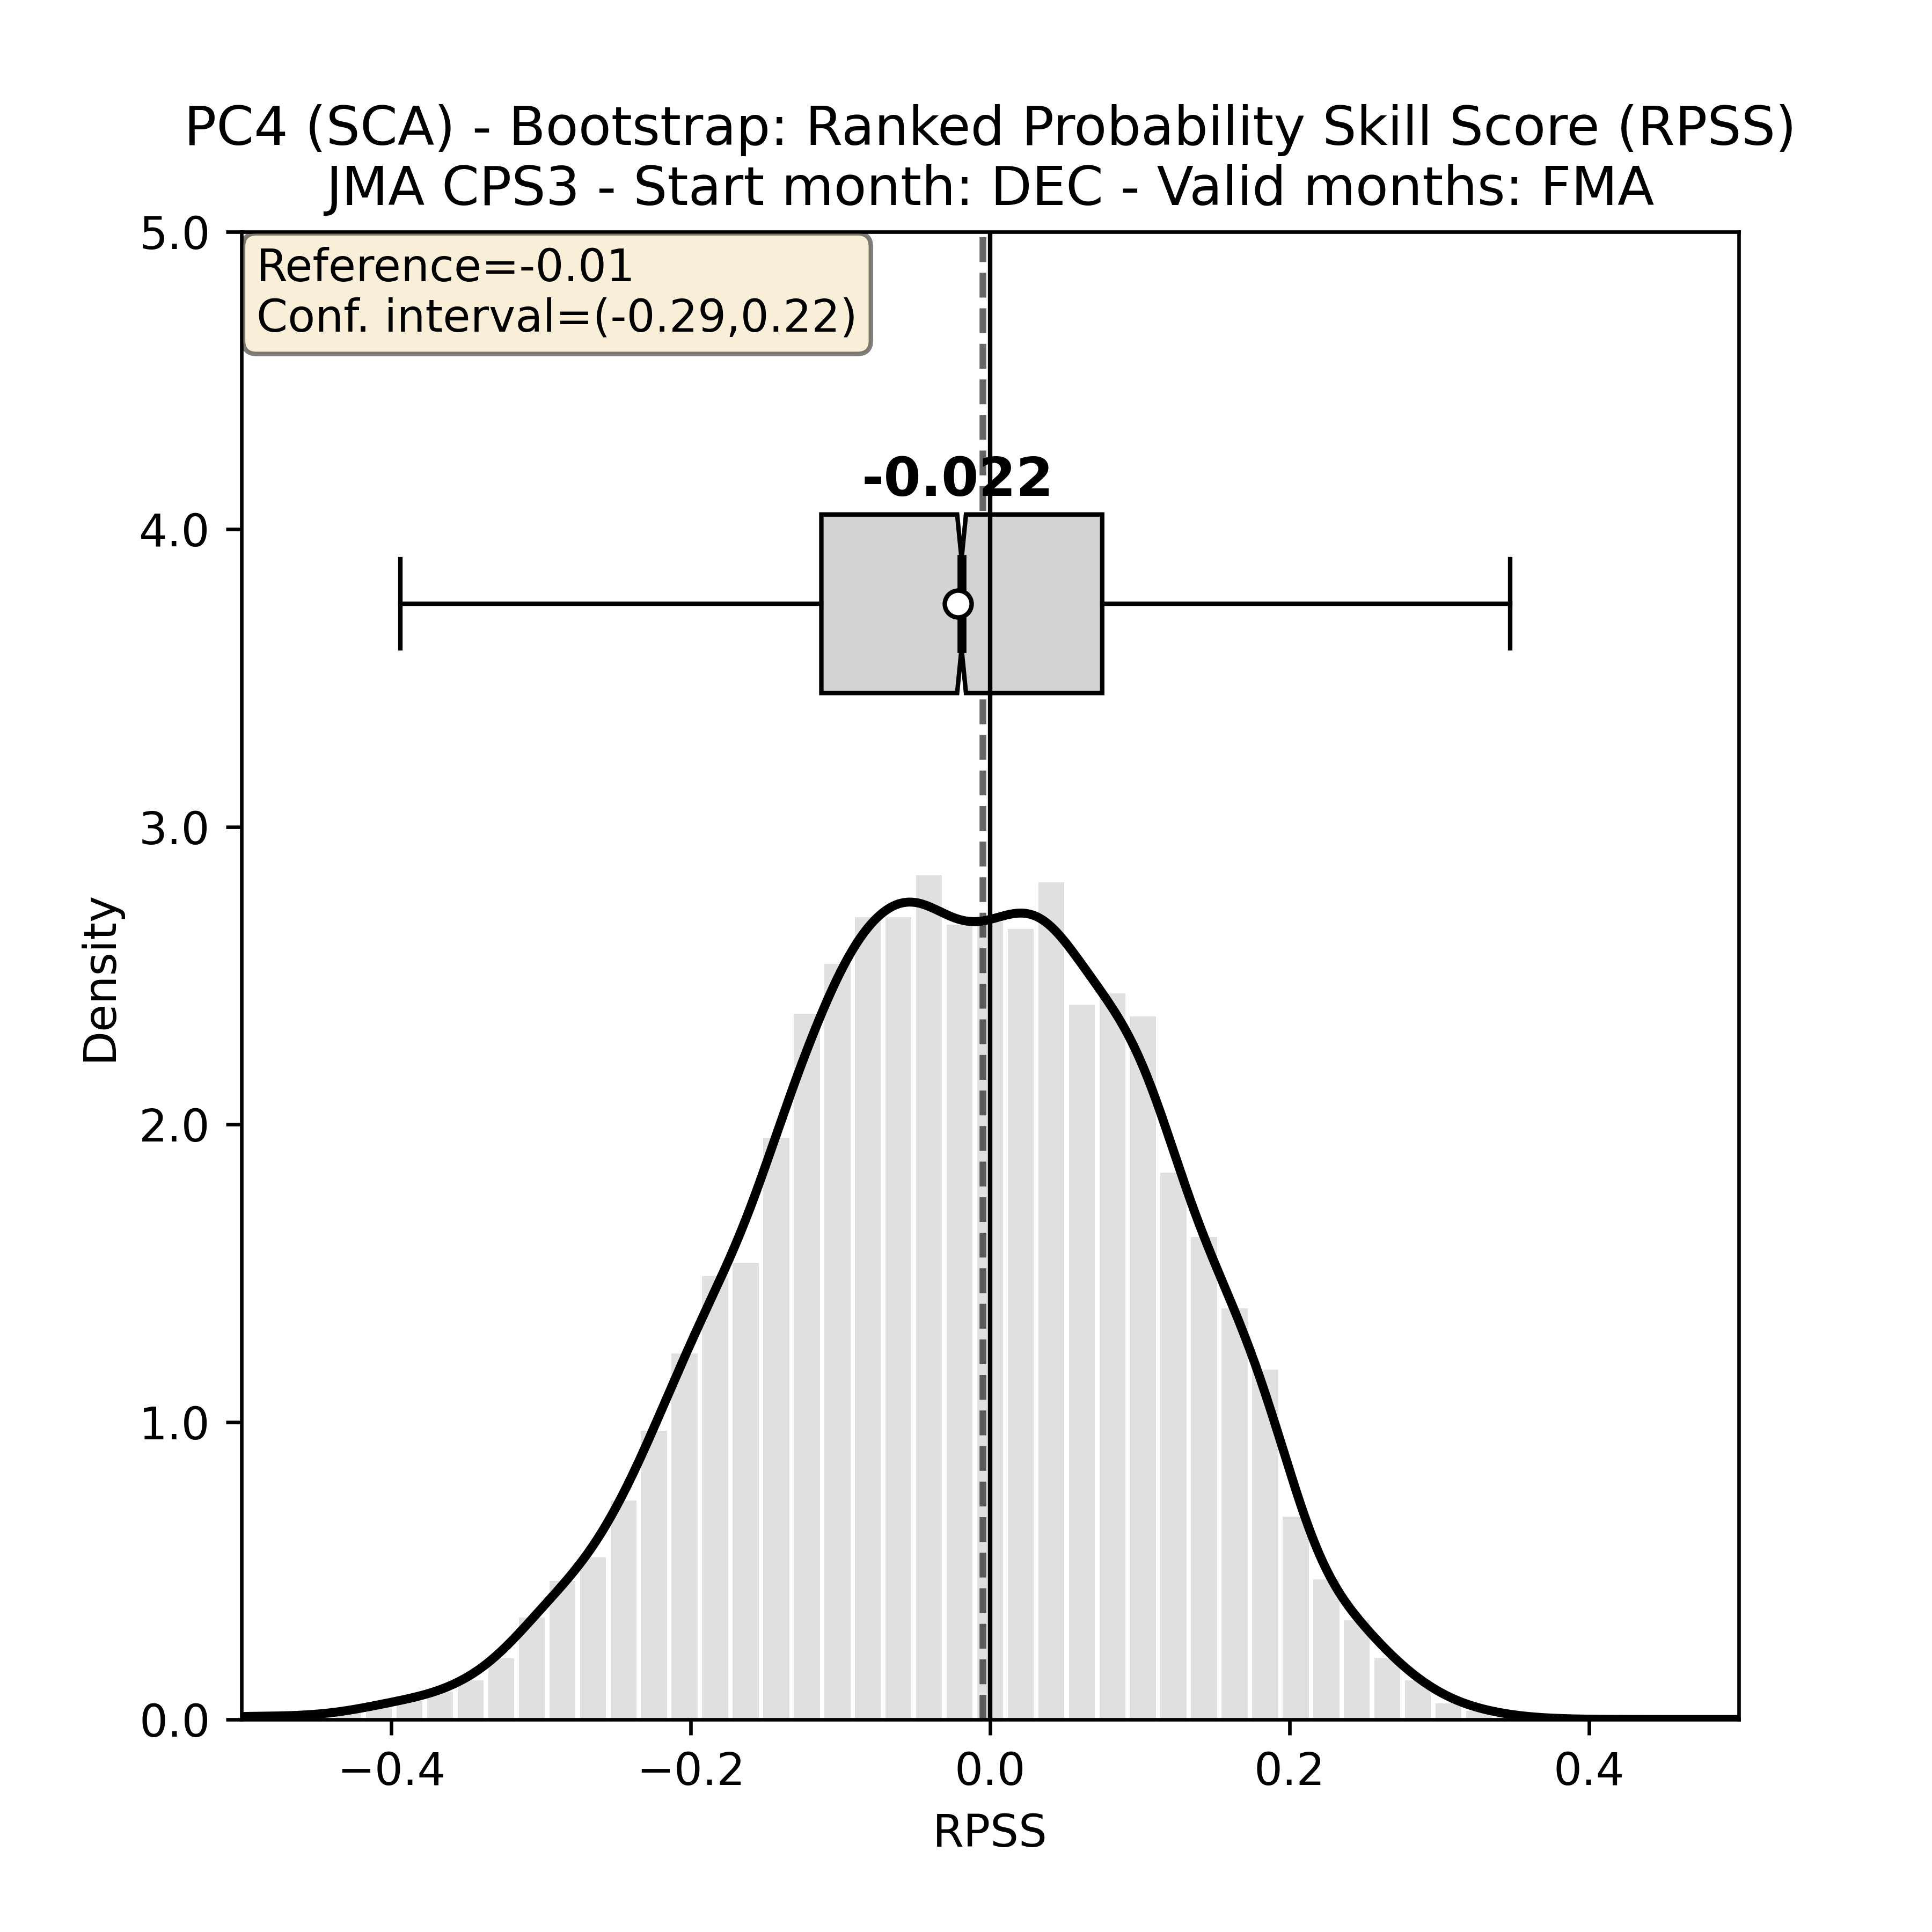 PC4 (SCA) - Bootstrap: Ranked Probability Skill Score (RPSS)
JMA CPS3 - Start month: DEC - Valid months: FMA
5.0
Reference=-0.01
Conf. interval=(-0.29,0.22)
-0.022
4.0
3.0
Density
2.0
1.0
0.0
−0.4
−0.2
0.0
0.2
0.4
RPSS